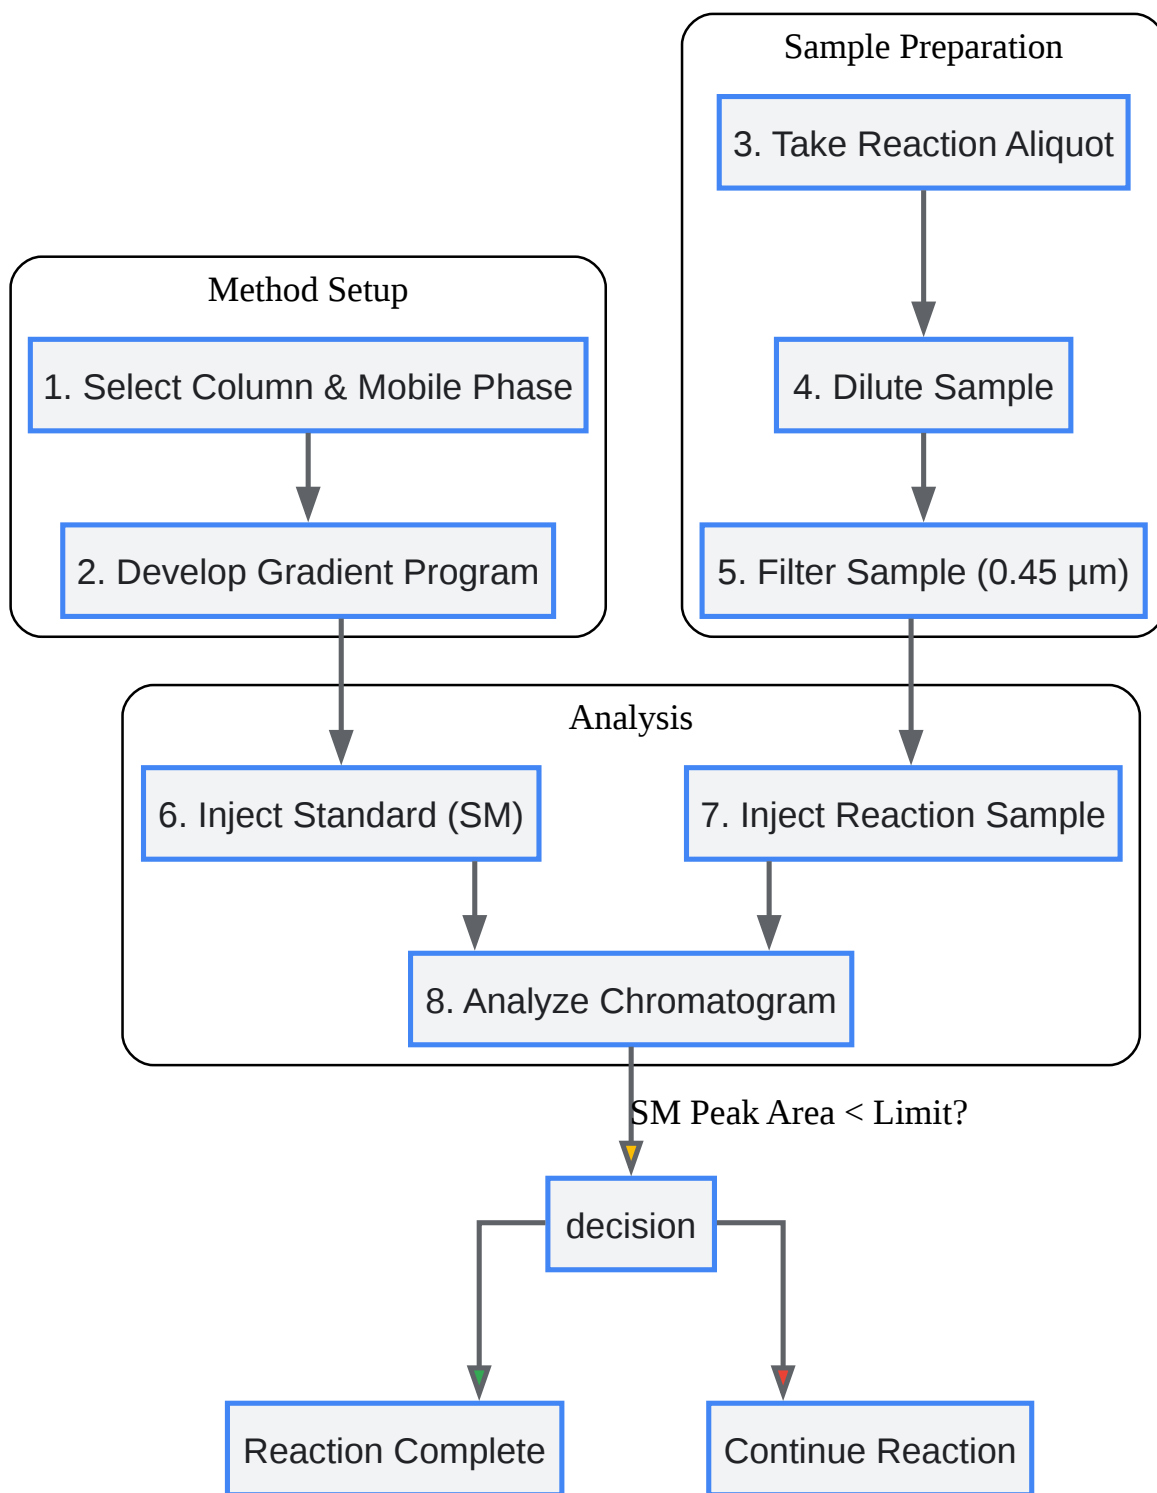 Sample Preparation
3. Take Reaction Aliquot
Method Setup
1. Select Column & Mobile Phase
4. Dilute Sample
2. Develop Gradient Program
5. Filter Sample (0.45 µm)
Analysis
6. Inject Standard (SM)
7. Inject Reaction Sample
8. Analyze Chromatogram
SM Peak Area < Limit?
decision
Reaction Complete
Continue Reaction